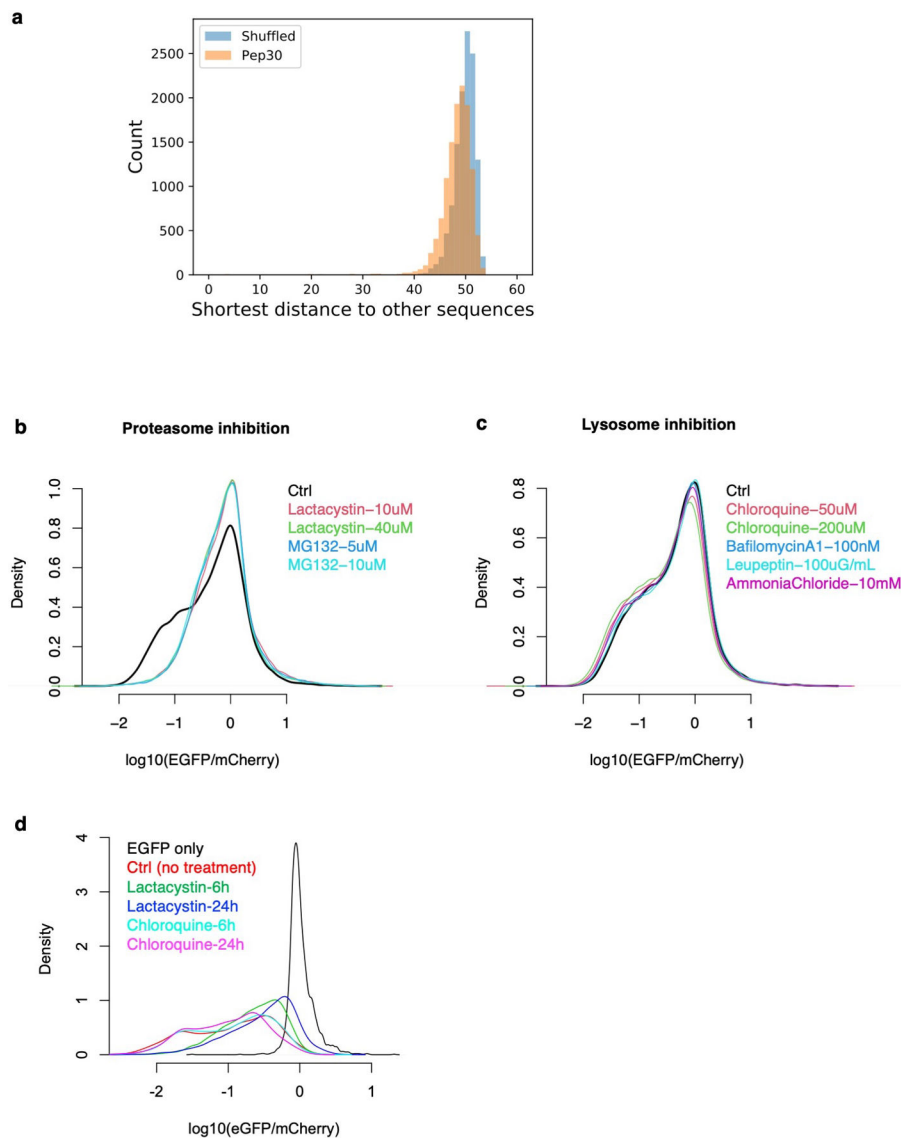 a
Shuffled
Pep30
2500
2000
1500
1000
500
0
Count
0 10 20 30 40 50 60
Shortest distance to other sequences
b
Proteasome inhibition
Ctrl
Lactacystin−10uM
Lactacystin−40uM
MG132−5uM
MG132−10uM
1.0
0.8
0.6
0.4
0.2
0.0
Density
−2 −1 0 1
log10(EGFP/mCherry)
c
Lysosome inhibition
Ctrl
Chloroquine−50uM
Chloroquine−200uM
BafilomycinA1−100nM
Leupeptin−100uG/mL
AmmoniaChloride−10mM
0.8
0.6
0.4
0.2
0.0
Density
−2 −1 0 1
log10(EGFP/mCherry)
d
EGFP only
Ctrl (no treatment)
Lactacystin-6h
Lactacystin-24h
Chloroquine-6h
Chloroquine-24h
4
3
2
1
0
Density
-2 -1 0 1
log10(eGFP/mCherry)